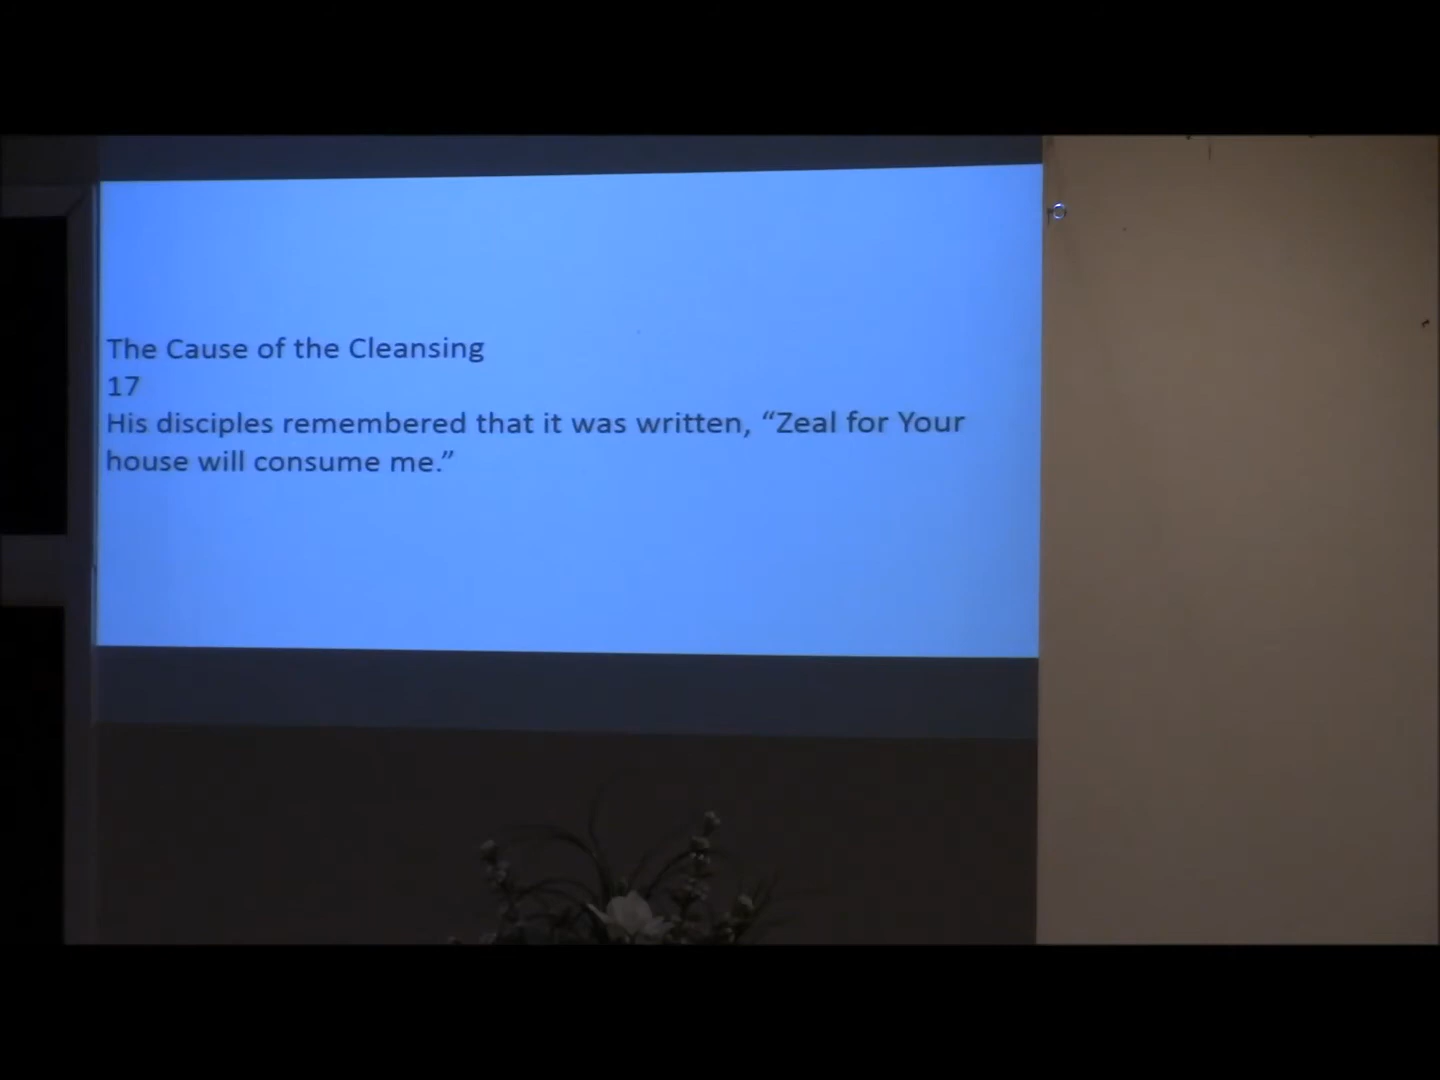 The Cause of the Cleansing
17
His disciples remembered that it was written, “Zeal for Your
house will consume me.”